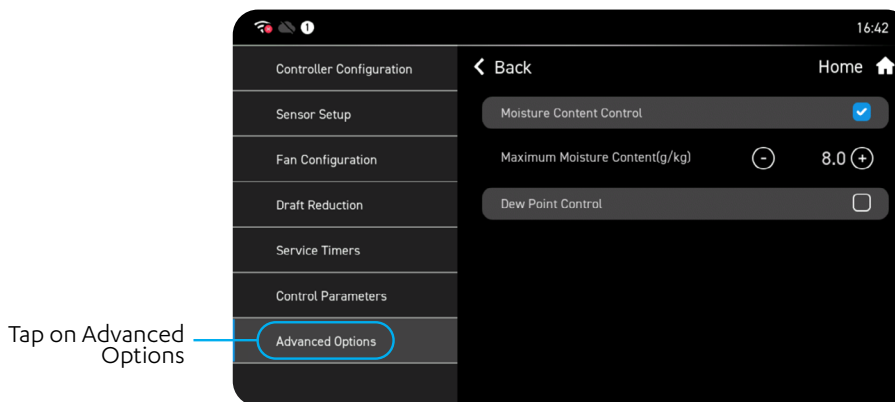 1
16:42
Controller Configuration
Back
Home
Sensor Setup
Moisture Content Control
Fan Configuration
Maximum Moisture Content(g/kg)
-
8.0
+
Draft Reduction
Dew Point Control
Service Timers
Control Parameters
Tap on Advanced
Options
Advanced Options